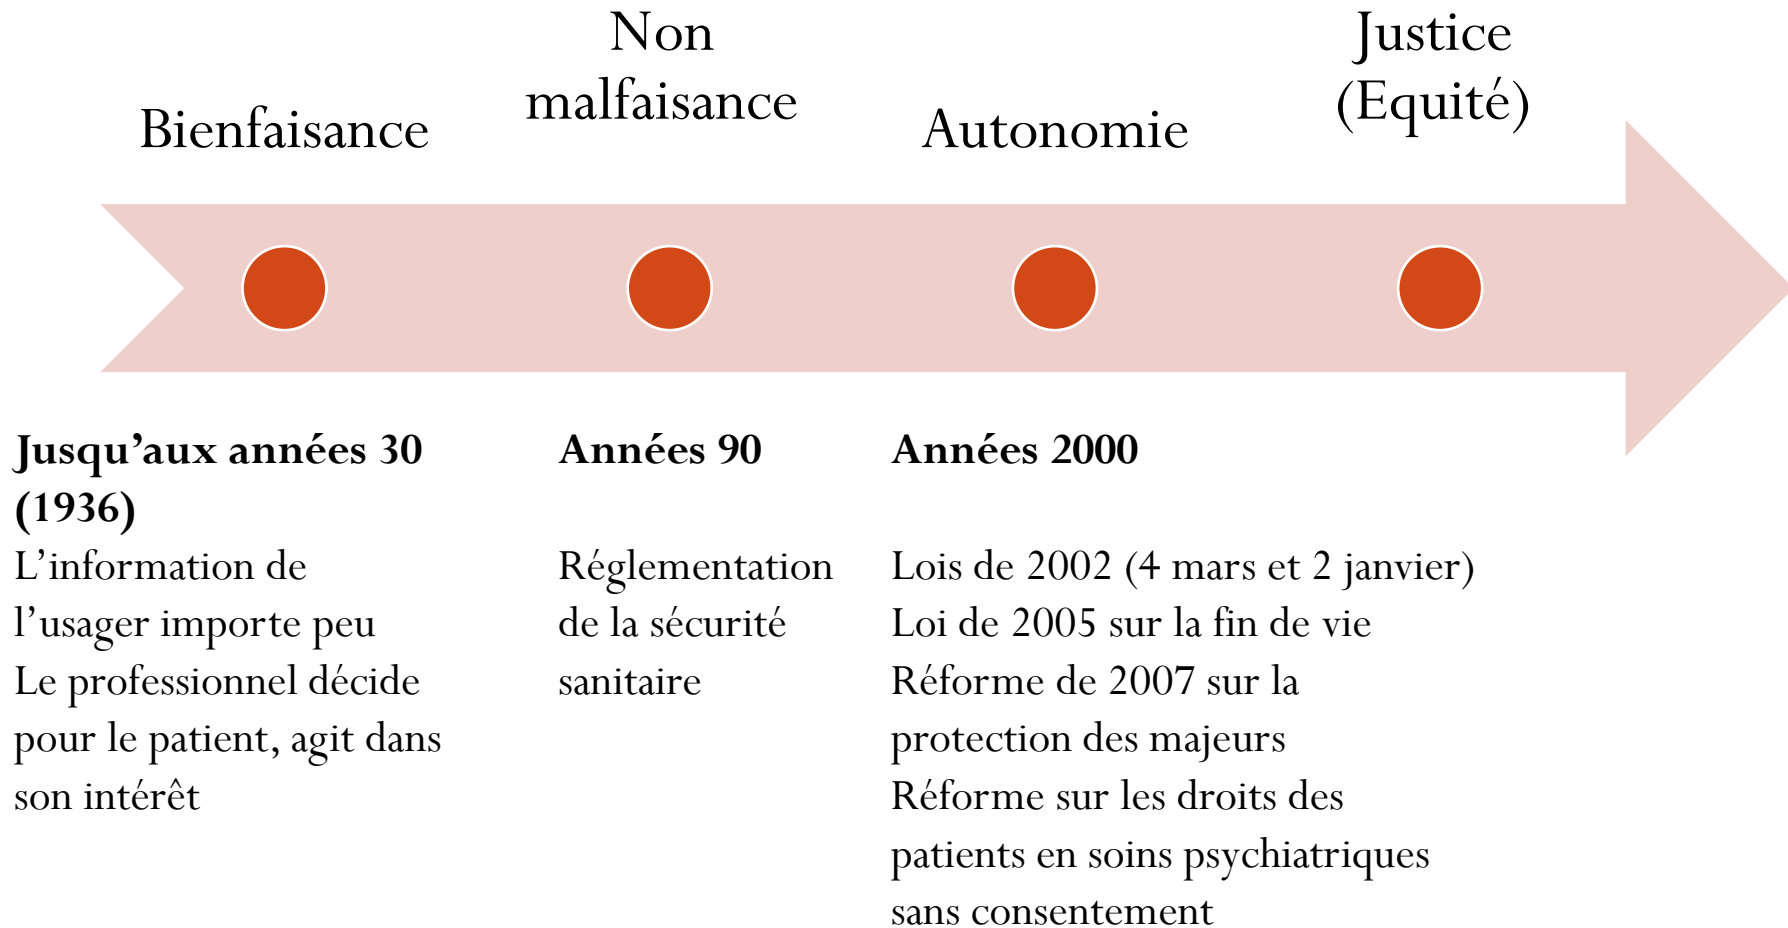 Bienfaisance
Non
malfaisance
Autonomie
Justice
(Equité)
Jusqu’aux années 30
(1936)
L’information de
l’usager importe peu
Le professionnel décide
pour le patient, agit dans
son intérêt
Années 90
Réglementation
de la sécurité
sanitaire
Années 2000
Lois de 2002 (4 mars et 2 janvier)
Loi de 2005 sur la fin de vie
Réforme de 2007 sur la
protection des majeurs
Réforme sur les droits des
patients en soins psychiatriques
sans consentement